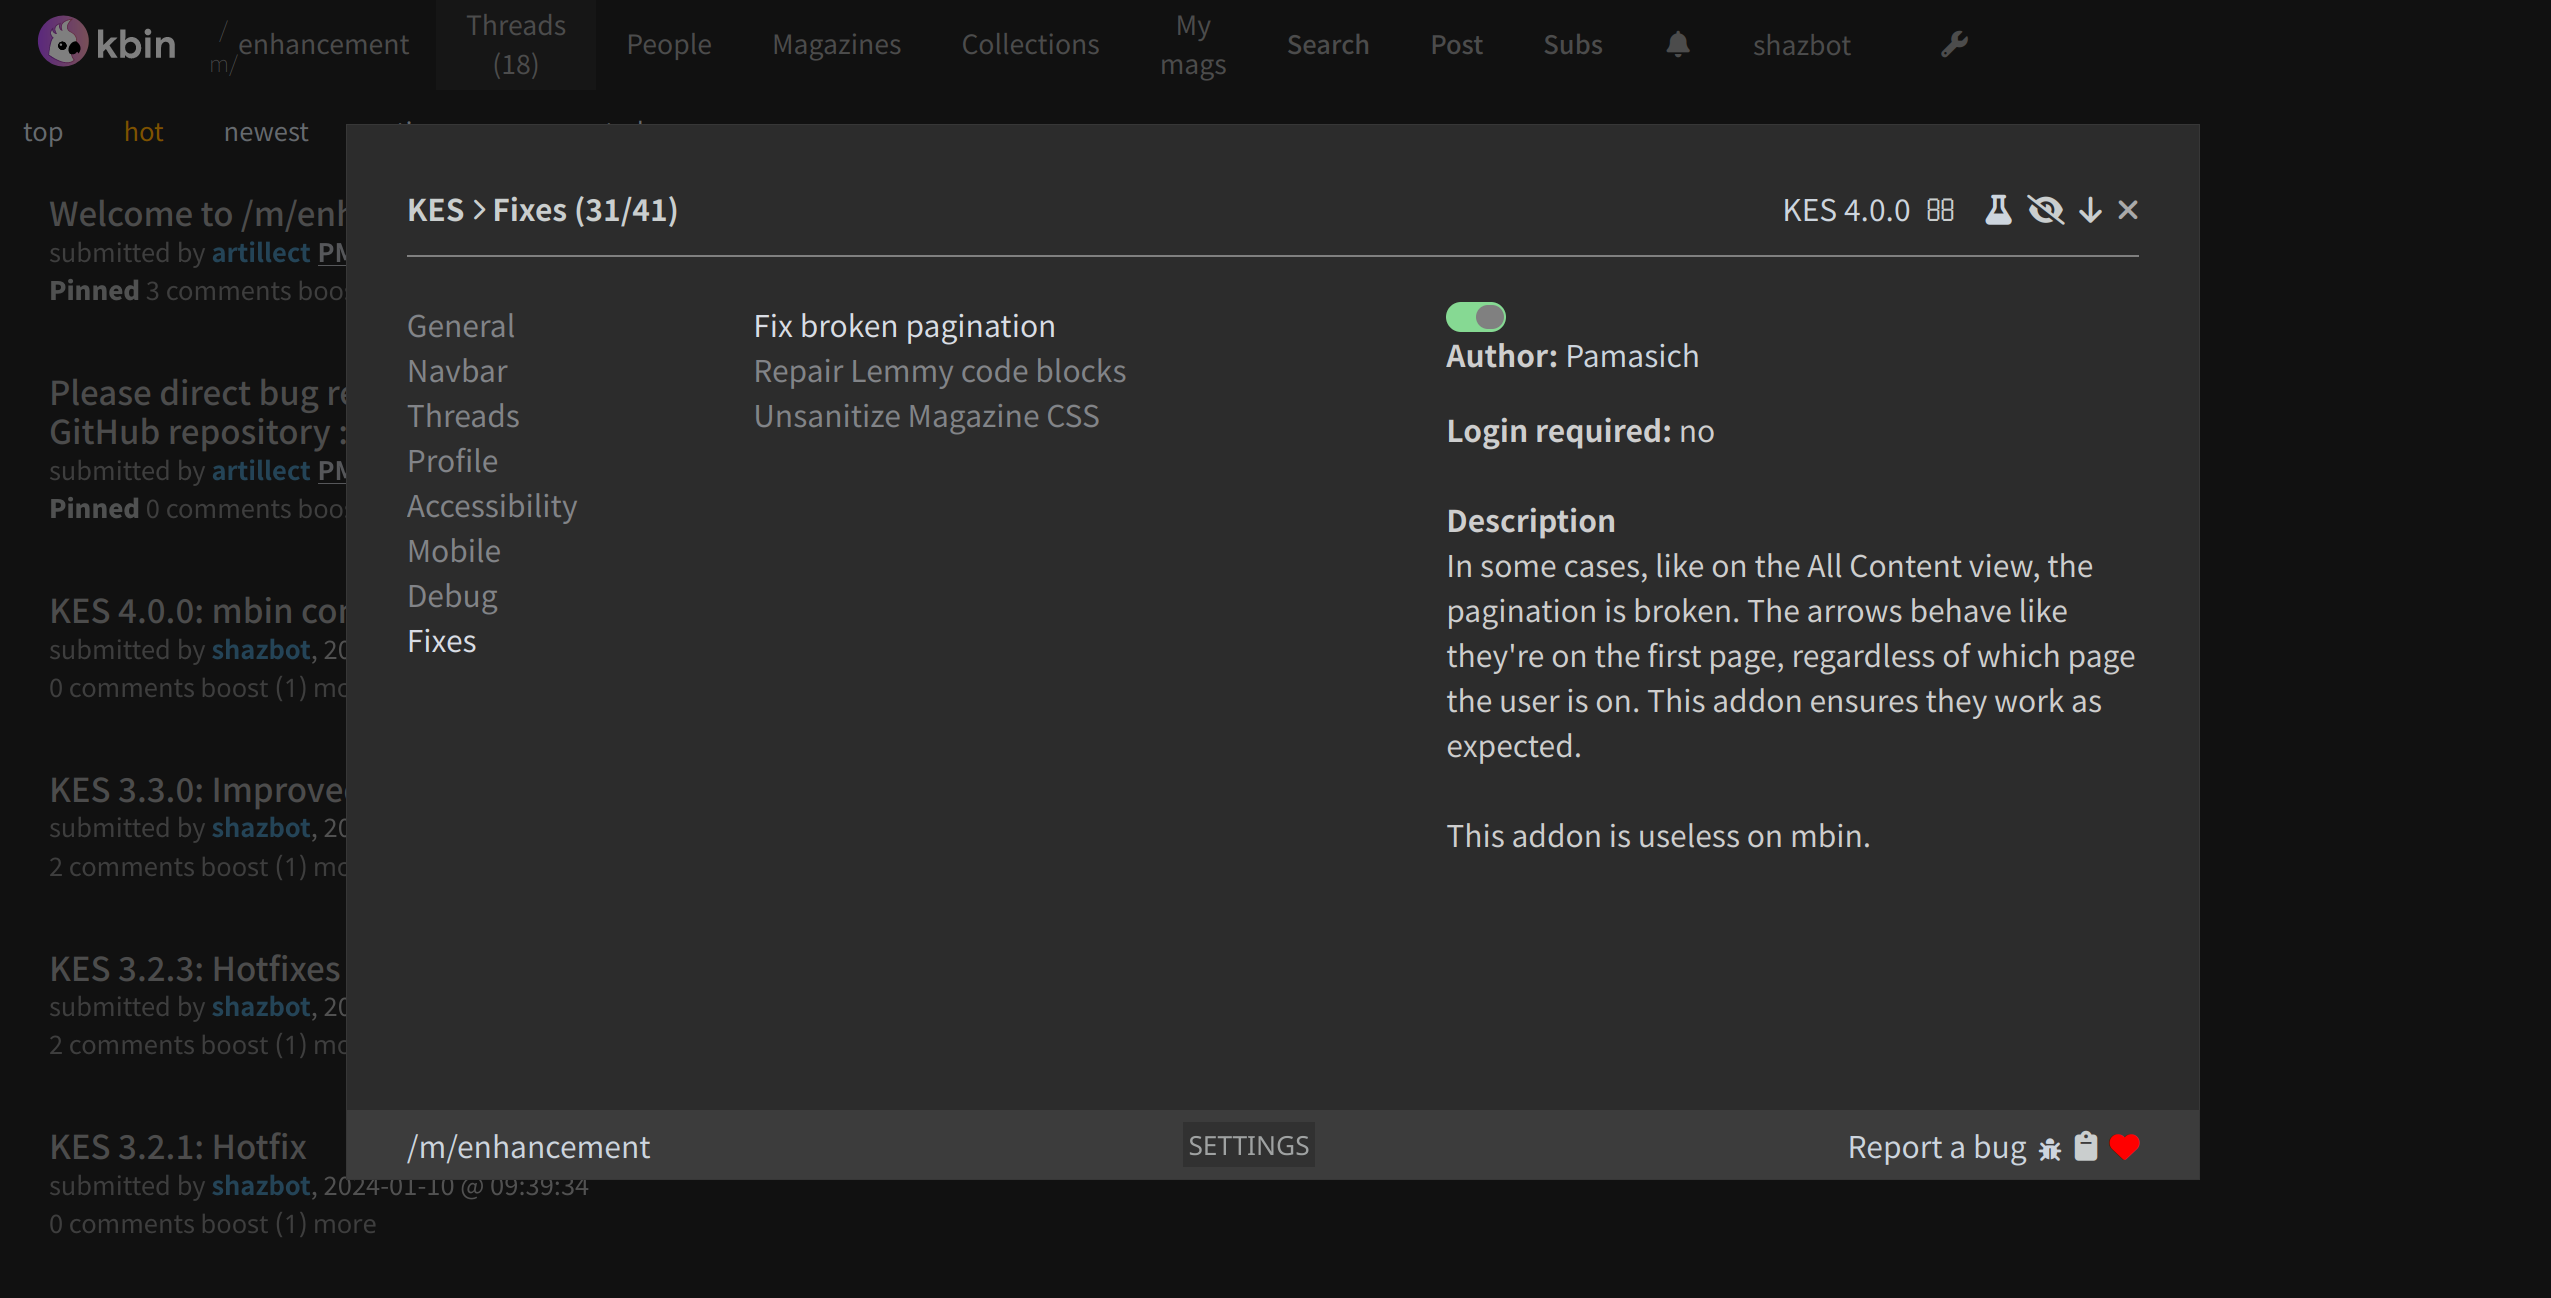 kbin
/
m/
enhancement
Threads
(18)
People
Magazines
Collections
My
mags
Search
Post
Subs
shazbot
top
hot
newest
Welcome to /m/enh
submitted by artillect PM
Pinned 3 comments boo
Please direct bug re
GitHub repository :
submitted by artillect PM
Pinned 0 comments boo
KES 4.0.0: mbin
submitted by shazbot, 20
0 comments boost (1) mo
KES 3.3.0: Improve
submitted by shazbot, 20
2 comments boost (1) mo
KES 3.2.3: Hotfixes
submitted by shazbot, 20
2 comments boost (1) mo
KES 3.2.1: Hotfix
submitted by shazbot, 2024-01-10 @ 09:39:34
0 comments boost (1) more
KES > Fixes (31/41)
KES 4.0.0
General
Navbar
Threads
Profile
Accessibility
Mobile
Debug
Fixes
Fix broken pagination
Repair Lemmy code blocks
Unsanitize Magazine CSS
Author: Pamasich
Login required: no
Description
In some cases, like on the All Content view, the
pagination is broken. The arrows behave like
they're on the first page, regardless of which page
the user is on. This addon ensures they work as
expected.
This addon is useless on mbin.
/m/enhancement
SETTINGS
Report a bug